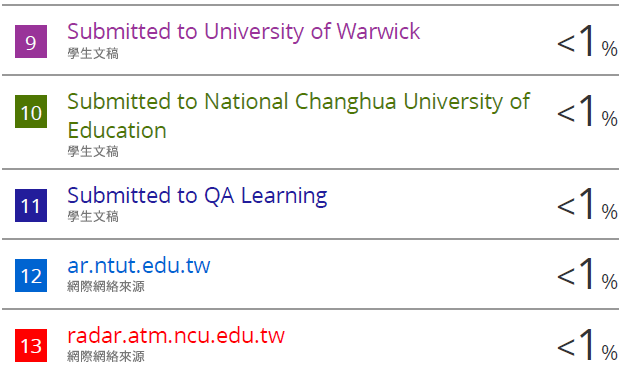 9
Submitted to University of Warwick
學生文稿
<1%
10
Submitted to National Changhua University of
Education
學生文稿
<1%
11
Submitted to QA Learning
學生文稿
<1%
12
ar.ntut.edu.tw
網際網絡來源
<1%
13
radar.atm.ncu.edu.tw
網際網絡來源
<1%